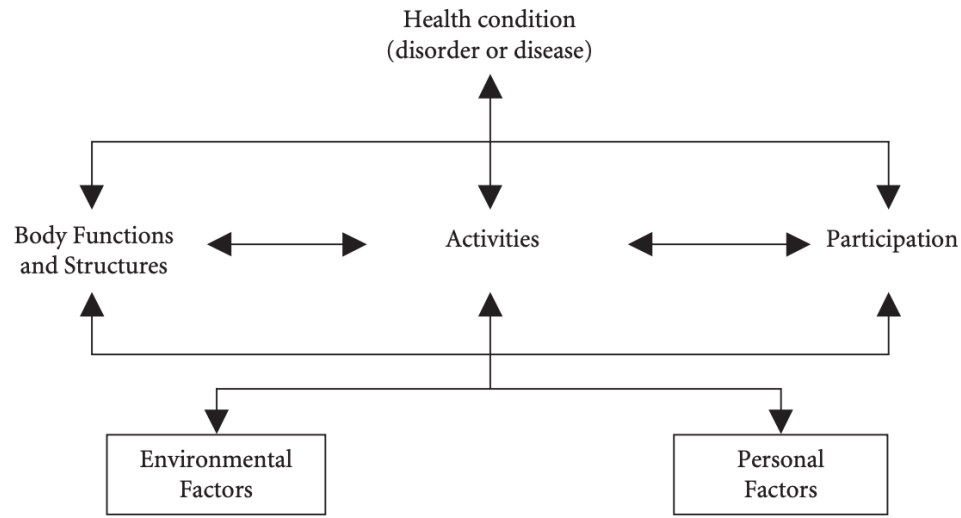 Health condition
(disorder or disease)
Body Functions
and Structures
Activities
Participation
Environmental
Factors
Personal
Factors